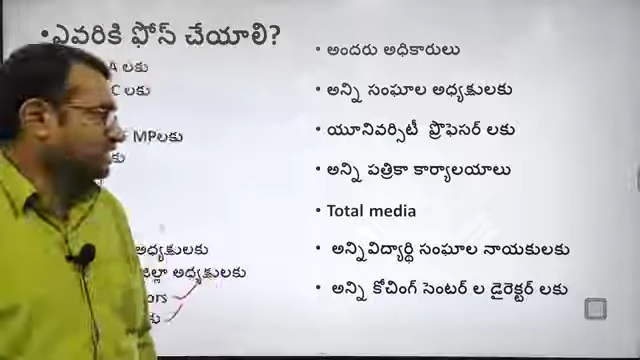 •ఎవరికి ఫోన్ చేయాలి?
A లకు
C లకు
MPలకు
కు
అధ్యక్షులకు
జిల్లా అధ్యక్షులకు
ors
కు
• అందరు అధికారులు
• అన్ని సంఘాల అధ్యక్షులకు
• యూనివర్సిటీ ప్రొఫెసర్ లకు
• అన్ని పత్రికా కార్యాలయాలు
• Total media
• అన్నివిద్యార్థి సంఘాల నాయకులకు
• అన్ని కోచింగ్ సెంటర్ ల డైరెక్టర్ లకు